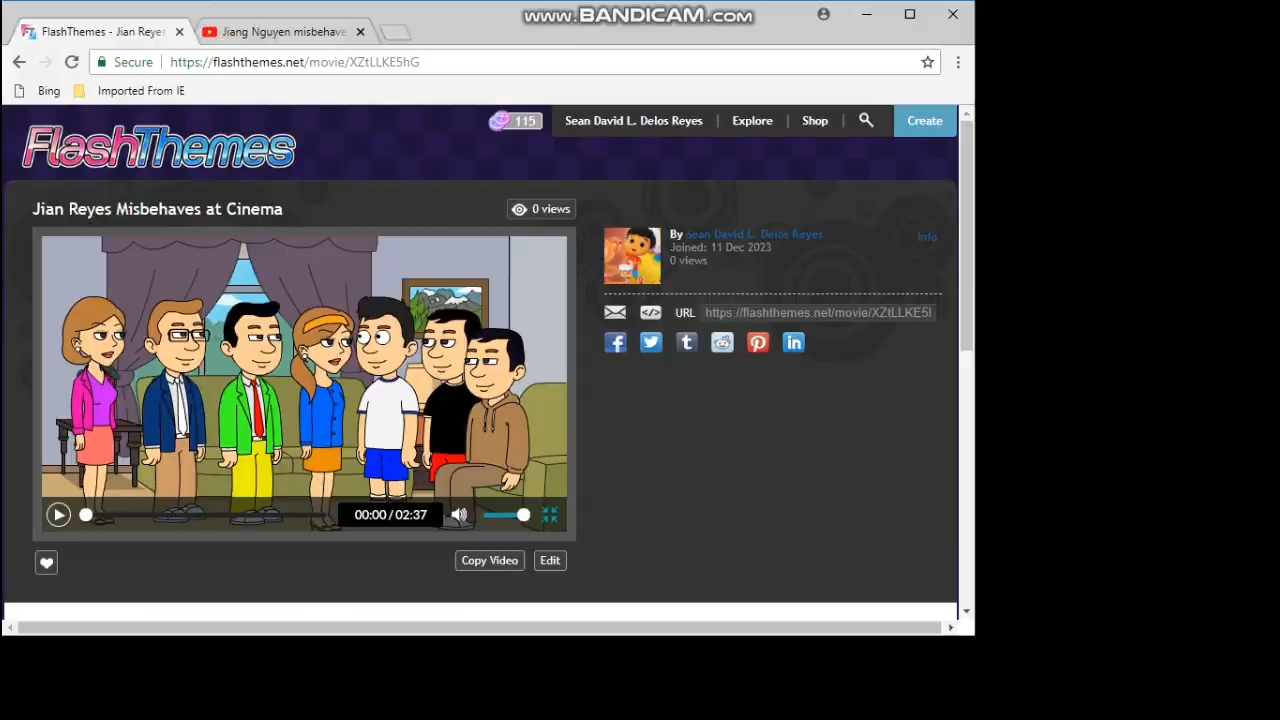 www.BANDICAM.com
FlashThemes - Jian Reyes
Jiang Nguyen misbehave
Secure
https://flashthemes.net/movie/XZtLLKE5hG
Bing
Imported From IE
115
Sean David L. Delos Reyes
Explore
Shop
Create
FlashThemes
Jian Reyes Misbehaves at Cinema
0 views
By Sean David L. Delos Reyes
Info
Joined: 11 Dec 2023
0 views
URL
https://flashthemes.net/movie/XZtLLKE5l
00:00 / 02:37
Copy Video
Edit